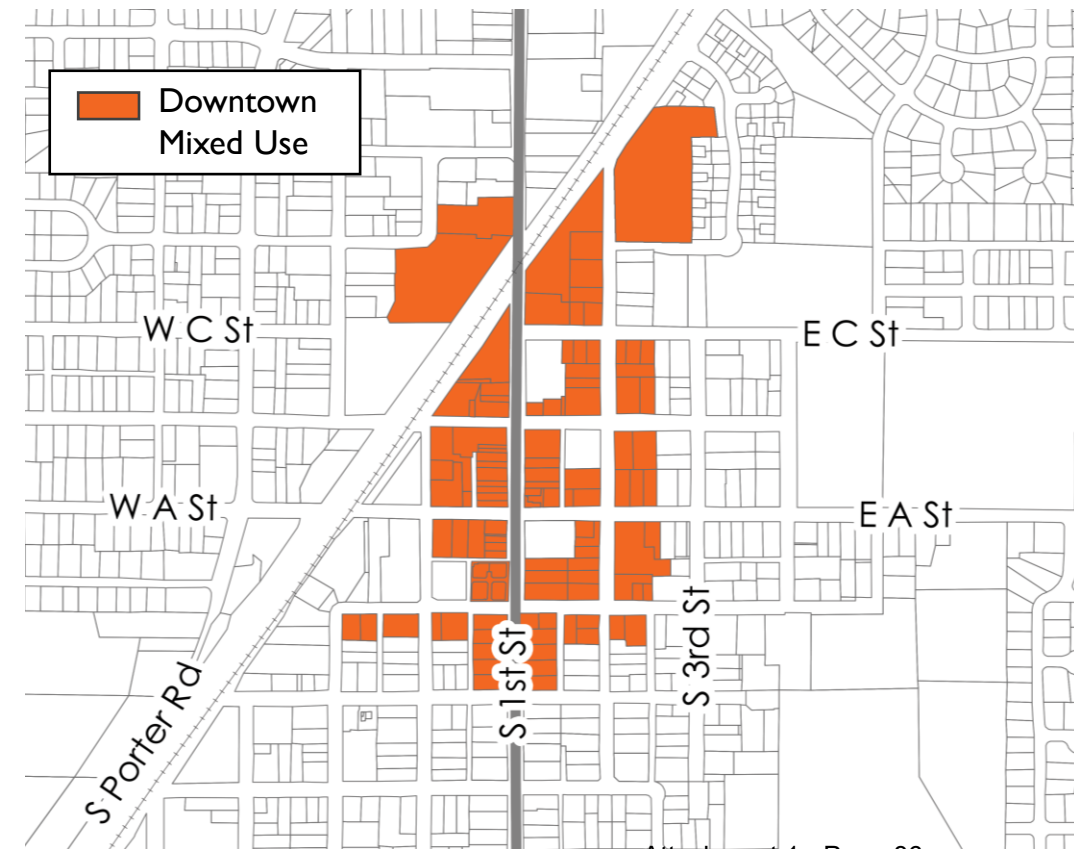 Downtown
Mixed Use
W C St
E C St
W A St
E A St
S 3rd St
S 1st St
S Porter Rd